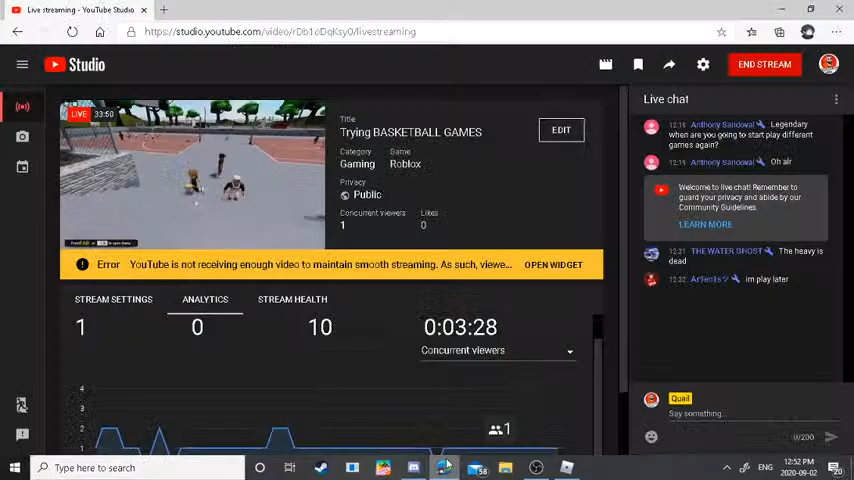 Live streaming - YouTube Studio
https://studio.youtube.com/video/rDb1oDqKsy0/livestreaming
Studio
END STREAM
LIVE 33:50
Title
Trying BASKETBALL GAMES
EDIT
Category Game
Gaming Roblox
Privacy
Public
Concurrent viewers Likes
1 0
Error YouTube is not receiving enough video to maintain smooth streaming. As such, viewe... OPEN WIDGET
STREAM SETTINGS ANALYTICS STREAM HEALTH
1 0 10 0:03:28
Concurrent viewers
4
3
2
1
Live chat
12:19 Anthony Sandoval Legendary
when are you going to start play different
games again?
12:19 Anthony Sandoval Oh alr
Welcome to live chat! Remember to
guard your privacy and abide by our
Community Guidelines.
LEARN MORE
12:31 THE WATER GHOST The heavy is
dead
12:32 im play later
Quail
Say something...
0/200
Type here to search
58
ENG
12:52 PM
2020-09-02
20